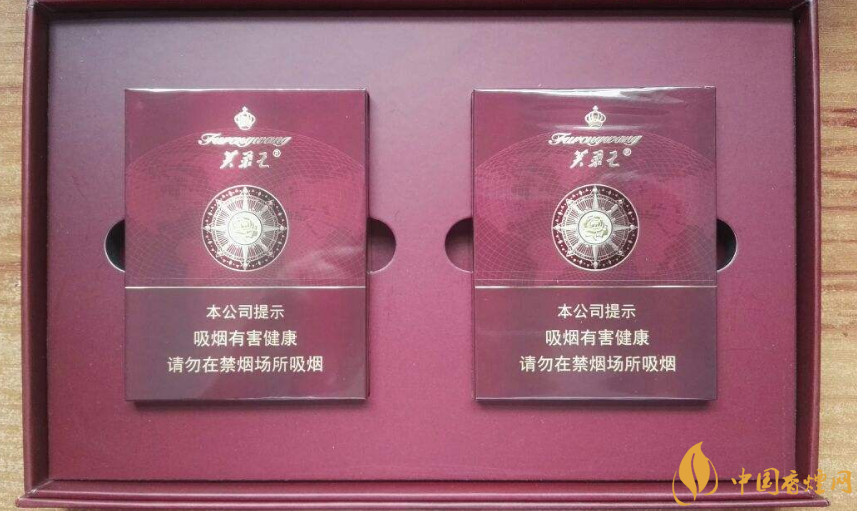 Furongwang
芙蓉王®
本公司提示
吸烟有害健康
请勿在禁烟场所吸烟
Furongwang
芙蓉王®
本公司提示
吸烟有害健康
请勿在禁烟场所吸烟
中国香烟网